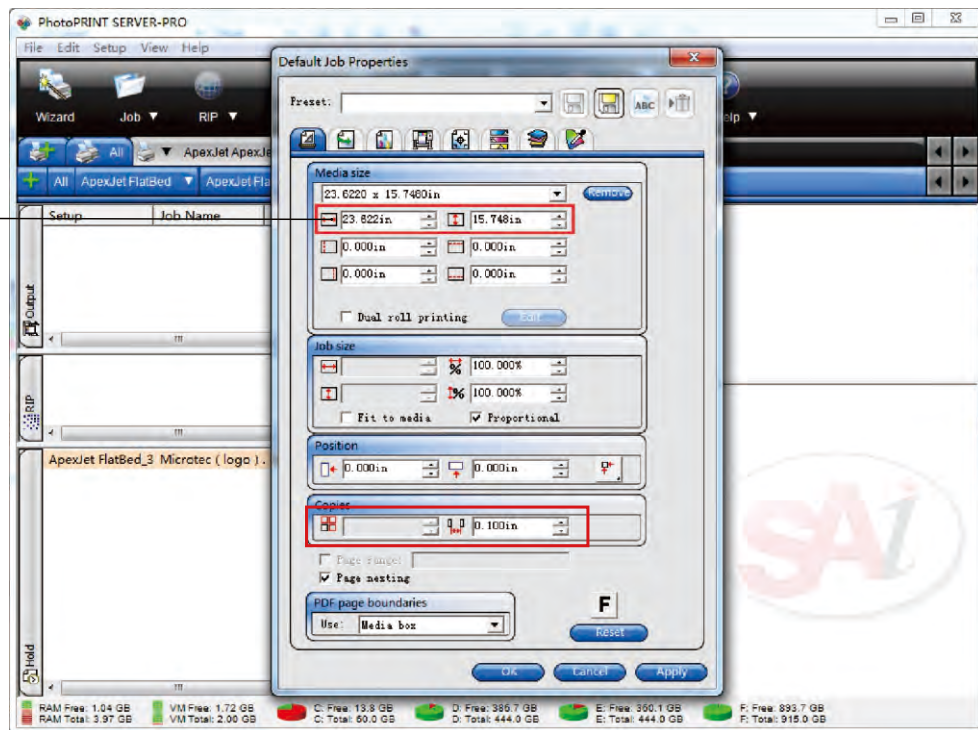 PhotoPRINT SERVER-PRO
File Edit Setup View Help
Default Job Properties
Preset:
ABC
Wizard Job RIP elp
All ApexJet ApexJe
All ApexJet FlatBed ApexJet Fla
Setup Job Name
Media size
23.6220 x 15.7480in
Remove
23.622in 15.748in
0.000in 0.000in
0.000in 0.000in
Dual roll printing Edit
Output
Job size
% 100.000%
% 100.000%
Fit to media Proportional
RIP
Position
0.000in 0.000in
ApexJet FlatBed_3 Microtec ( logo ) .
Copies
0.100in
Page range:
Page nesting
PDF page boundaries
Use: Media box
F
Reset
SAi
Hold
OK Cancel Apply
RAM Free: 1.04 GB VM Free: 1.72 GB C: Free: 13.8 GB D: Free: 386.7 GB E: Free: 360.1 GB F: Free: 893.7 GB
RAM Total: 3.97 GB VM Total: 2.00 GB C: Total: 60.0 GB D: Total: 444.0 GB E: Total: 444.0 GB F: Total: 915.0 GB